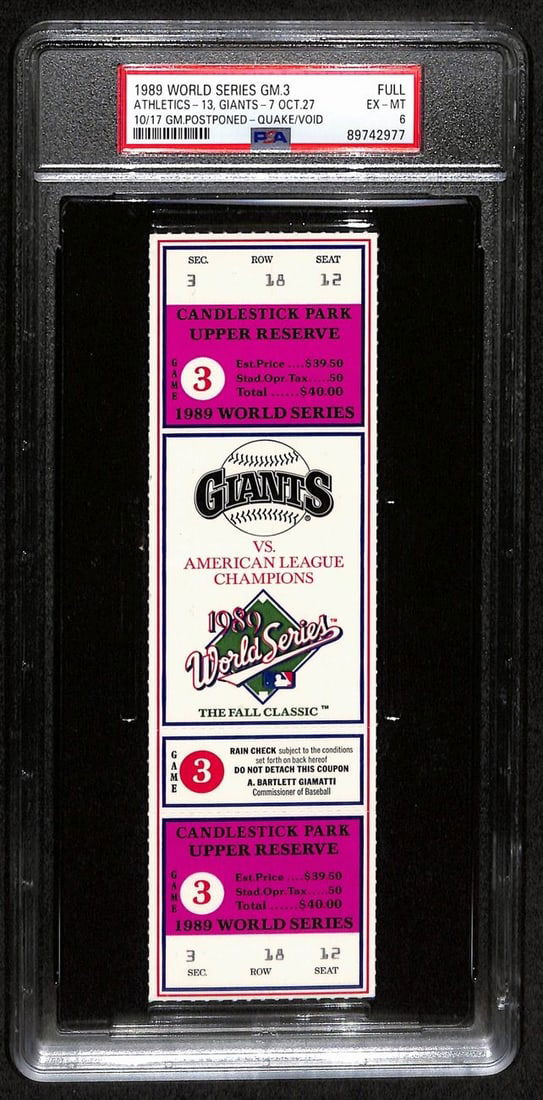 1989 WORLD SERIES GM.3 FULL
ATHLETICS-13, GIANTS-7 OCT.27 EX-MT
10/17 GM.POSTPONED-QUAKE/VOID 6
PSA 89742977
SEC. ROW SEAT
3 18 12
CANDLESTICK PARK
UPPER RESERVE
GAME
3
Est.Price ....$39.50
Stad.Opr.Tax.....50
Total ......$40.00
1989 WORLD SERIES
GIANTS®
VS.
AMERICAN LEAGUE
CHAMPIONS
1989
World Series™
THE FALL CLASSIC™
GAME
3
RAIN CHECK subject to the conditions
set forth on back hereof
DO NOT DETACH THIS COUPON
A. BARTLETT GIAMATTI
Commissioner of Baseball
CANDLESTICK PARK
UPPER RESERVE
GAME
3
Est.Price ....$39.50
Stad.Opr.Tax.....50
Total ......$40.00
1989 WORLD SERIES
3 18 12
SEC. ROW SEAT